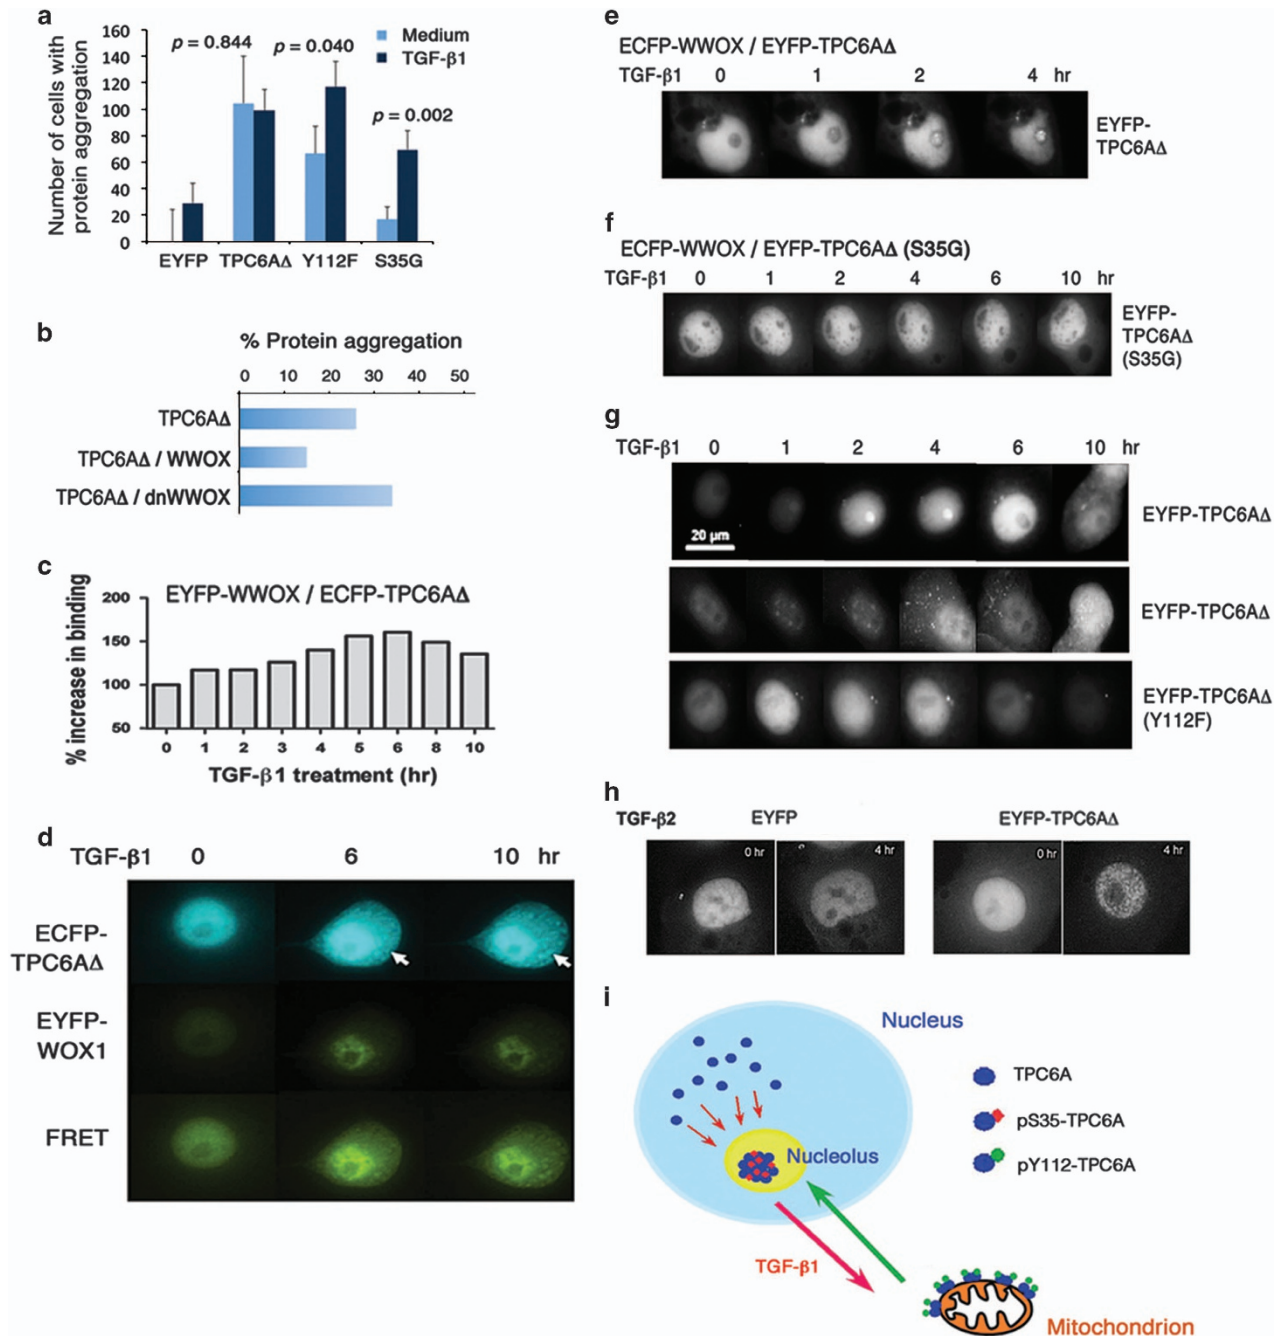 a
Number of cells with
protein aggregation
160
140
120
100
80
60
40
20
0
p = 0.844
p = 0.040
p = 0.002
Medium
TGF-β1
EYFP
TPC6AΔ
Y112F
S35G
b
% Protein aggregation
0 10 20 30 40 50
TPC6AΔ
TPC6AΔ / WWOX
TPC6AΔ / dnWWOX
c
EYFP-WWOX / ECFP-TPC6AΔ
% increase in binding
200
150
100
50
0 1 2 3 4 5 6 8 10
TGF-β1 treatment (hr)
d
TGF-β1 0 6 10 hr
ECFP-
TPC6AΔ
EYFP-
WOX1
FRET
e
ECFP-WWOX / EYFP-TPC6AΔ
TGF-β1 0 1 2 4 hr
EYFP-
TPC6AΔ
f
ECFP-WWOX / EYFP-TPC6AΔ (S35G)
TGF-β1 0 1 2 4 6 10 hr
EYFP-
TPC6AΔ
(S35G)
g
TGF-β1 0 1 2 4 6 10 hr
20 μm
EYFP-TPC6AΔ
EYFP-TPC6AΔ
EYFP-TPC6AΔ
(Y112F)
h
TGF-β2 EYFP EYFP-TPC6AΔ
0 hr 4 hr 0 hr 4 hr
i
Nucleus
Nucleolus
TPC6A
pS35-TPC6A
pY112-TPC6A
TGF-β1
Mitochondrion